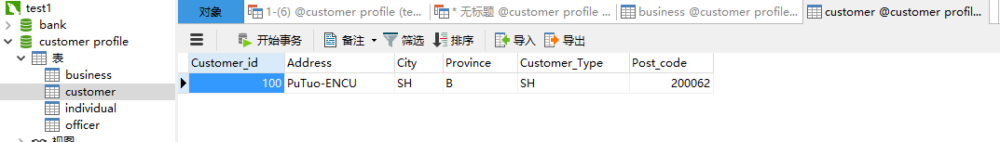 test1
bank
customer profile
表
business
customer
individual
officer
视图
对象
1-(6) @customer profile (te...
* 无标题 @customer profile ...
business @customer profile...
customer @customer profil...
开始事务
备注
筛选
排序
导入
导出
Customer_id Address City Province Customer_Type Post_code
100 PuTuo-ENCU SH B SH 200062